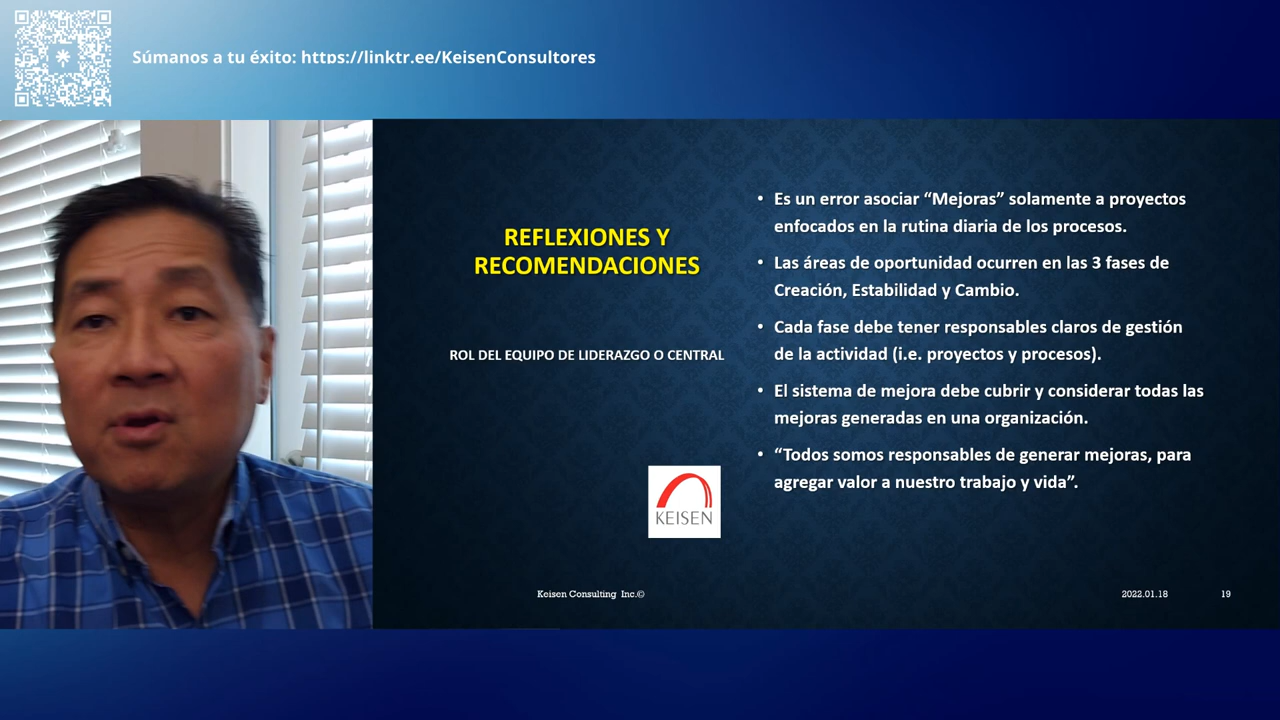 Súmanos a tu éxito: https://linktr.ee/KeisenConsultores
REFLEXIONES Y
RECOMENDACIONES
ROL DEL EQUIPO DE LIDERAZGO O CENTRAL
KEISEN
• Es un error asociar “Mejoras” solamente a proyectos
enfocados en la rutina diaria de los procesos.
• Las áreas de oportunidad ocurren en las 3 fases de
Creación, Estabilidad y Cambio.
• Cada fase debe tener responsables claros de gestión
de la actividad (i.e. proyectos y procesos).
• El sistema de mejora debe cubrir y considerar todas las
mejoras generadas en una organización.
• “Todos somos responsables de generar mejoras, para
agregar valor a nuestro trabajo y vida”.
Keisen Consulting Inc.©
2022.01.18
19